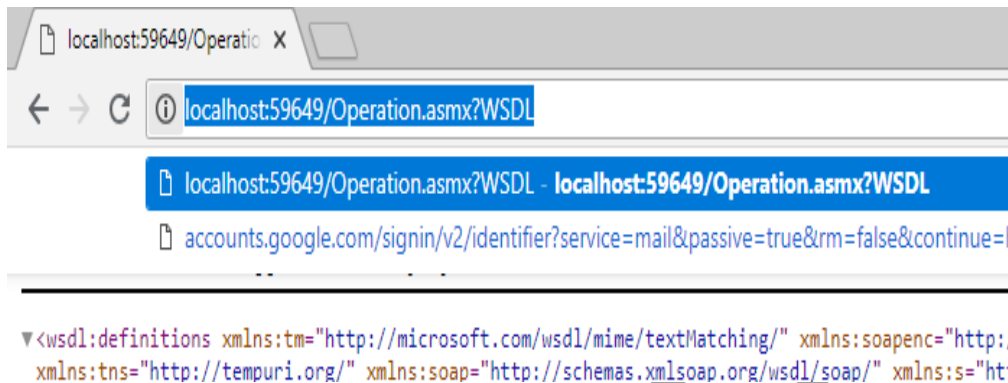 localhost:59649/Operatio
localhost:59649/Operation.asmx?WSDL
localhost:59649/Operation.asmx?WSDL - localhost:59649/Operation.asmx?WSDL
accounts.google.com/signin/v2/identifier?service=mail&passive=true&rm=false&continue=
<wsdl:definitions xmlns:tm="http://microsoft.com/wsdl/mime/textMatching/" xmlns:soapenc="http:
xmlns:tns="http://tempuri.org/" xmlns:soap="http://schemas.xmlsoap.org/wsdl/soap/" xmlns:s="ht